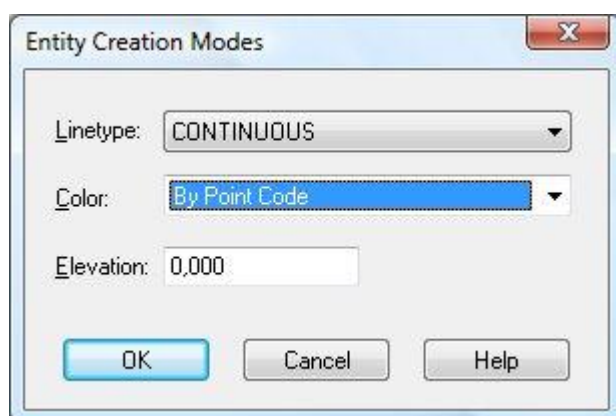 Entity Creation Modes
Linetype: CONTINUOUS
Color: By Point Code
Elevation: 0,000
OK Cancel Help